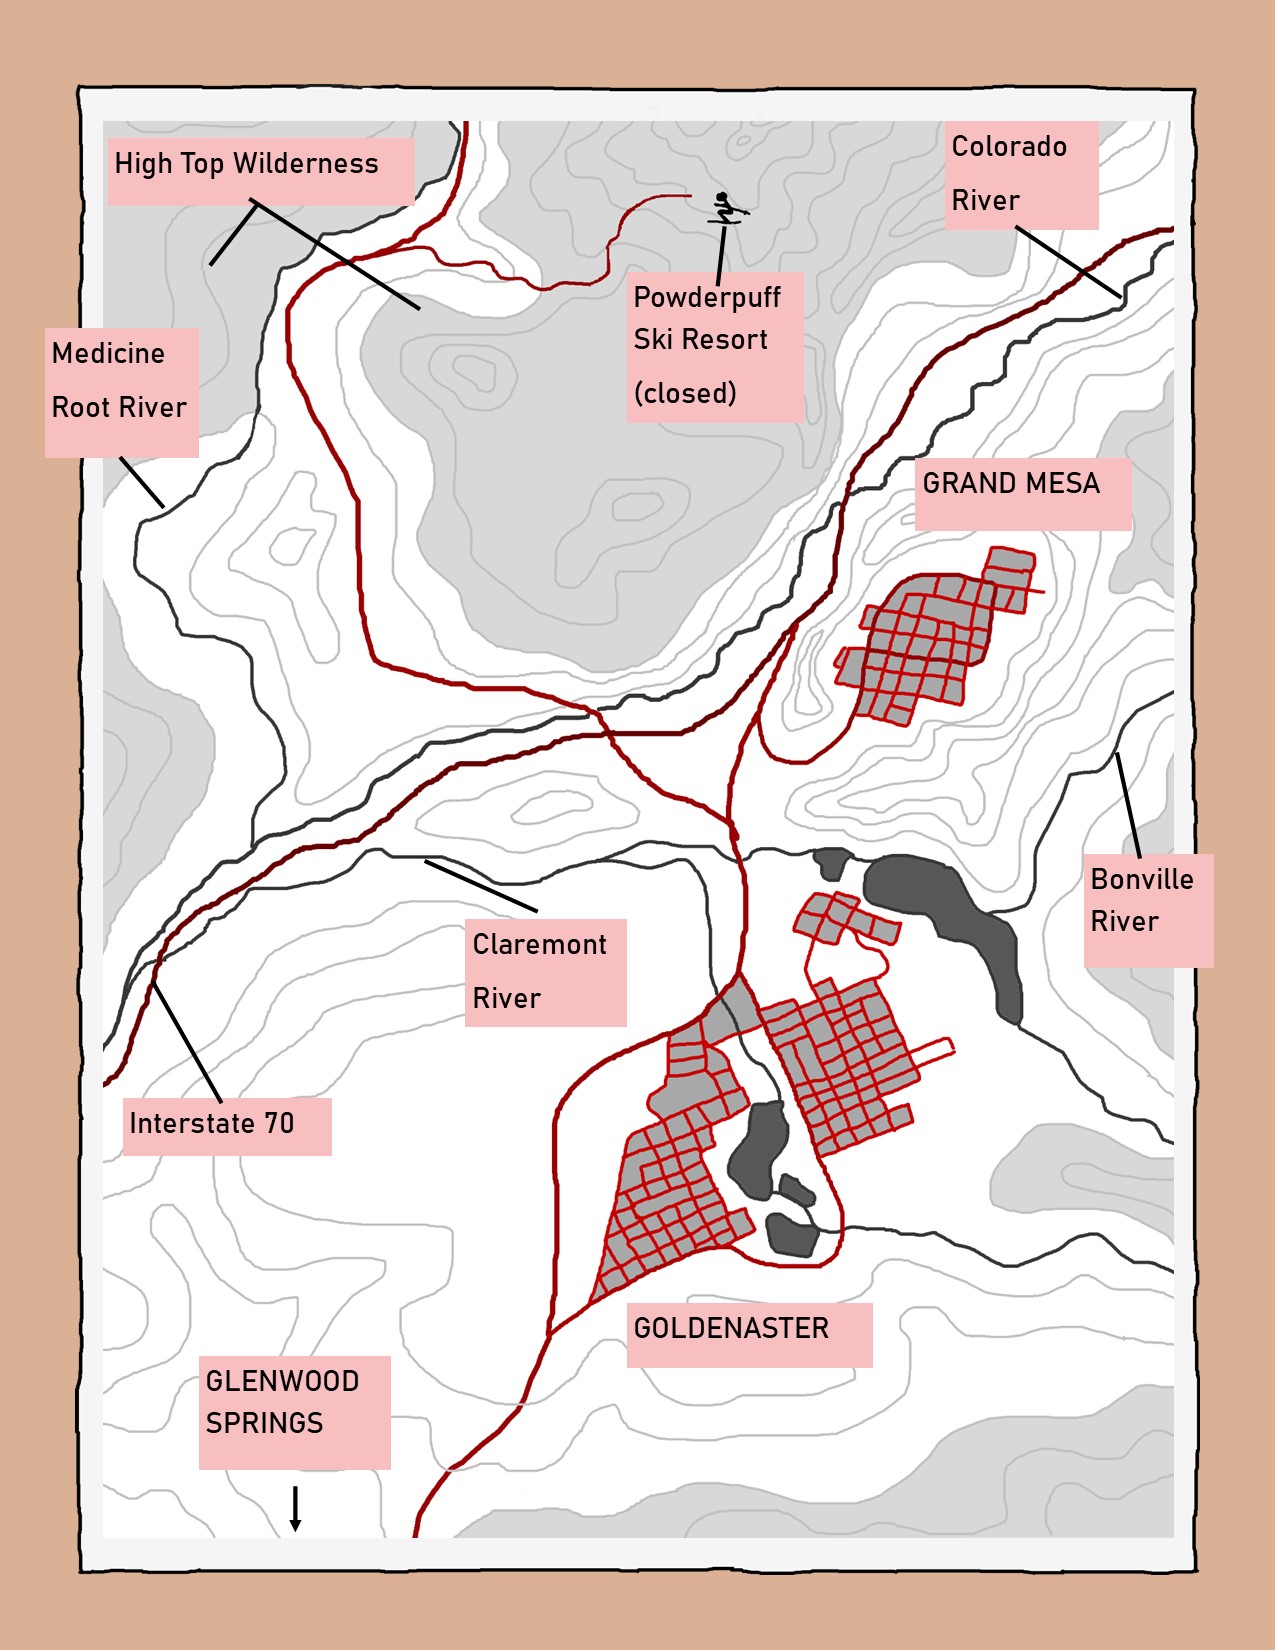 High Top Wilderness
Colorado
River
Powderpuff
Ski Resort
(closed)
Medicine
Root River
GRAND MESA
Bonville
River
Claremont
River
Interstate 70
GOLDENASTER
GLENWOOD
SPRINGS